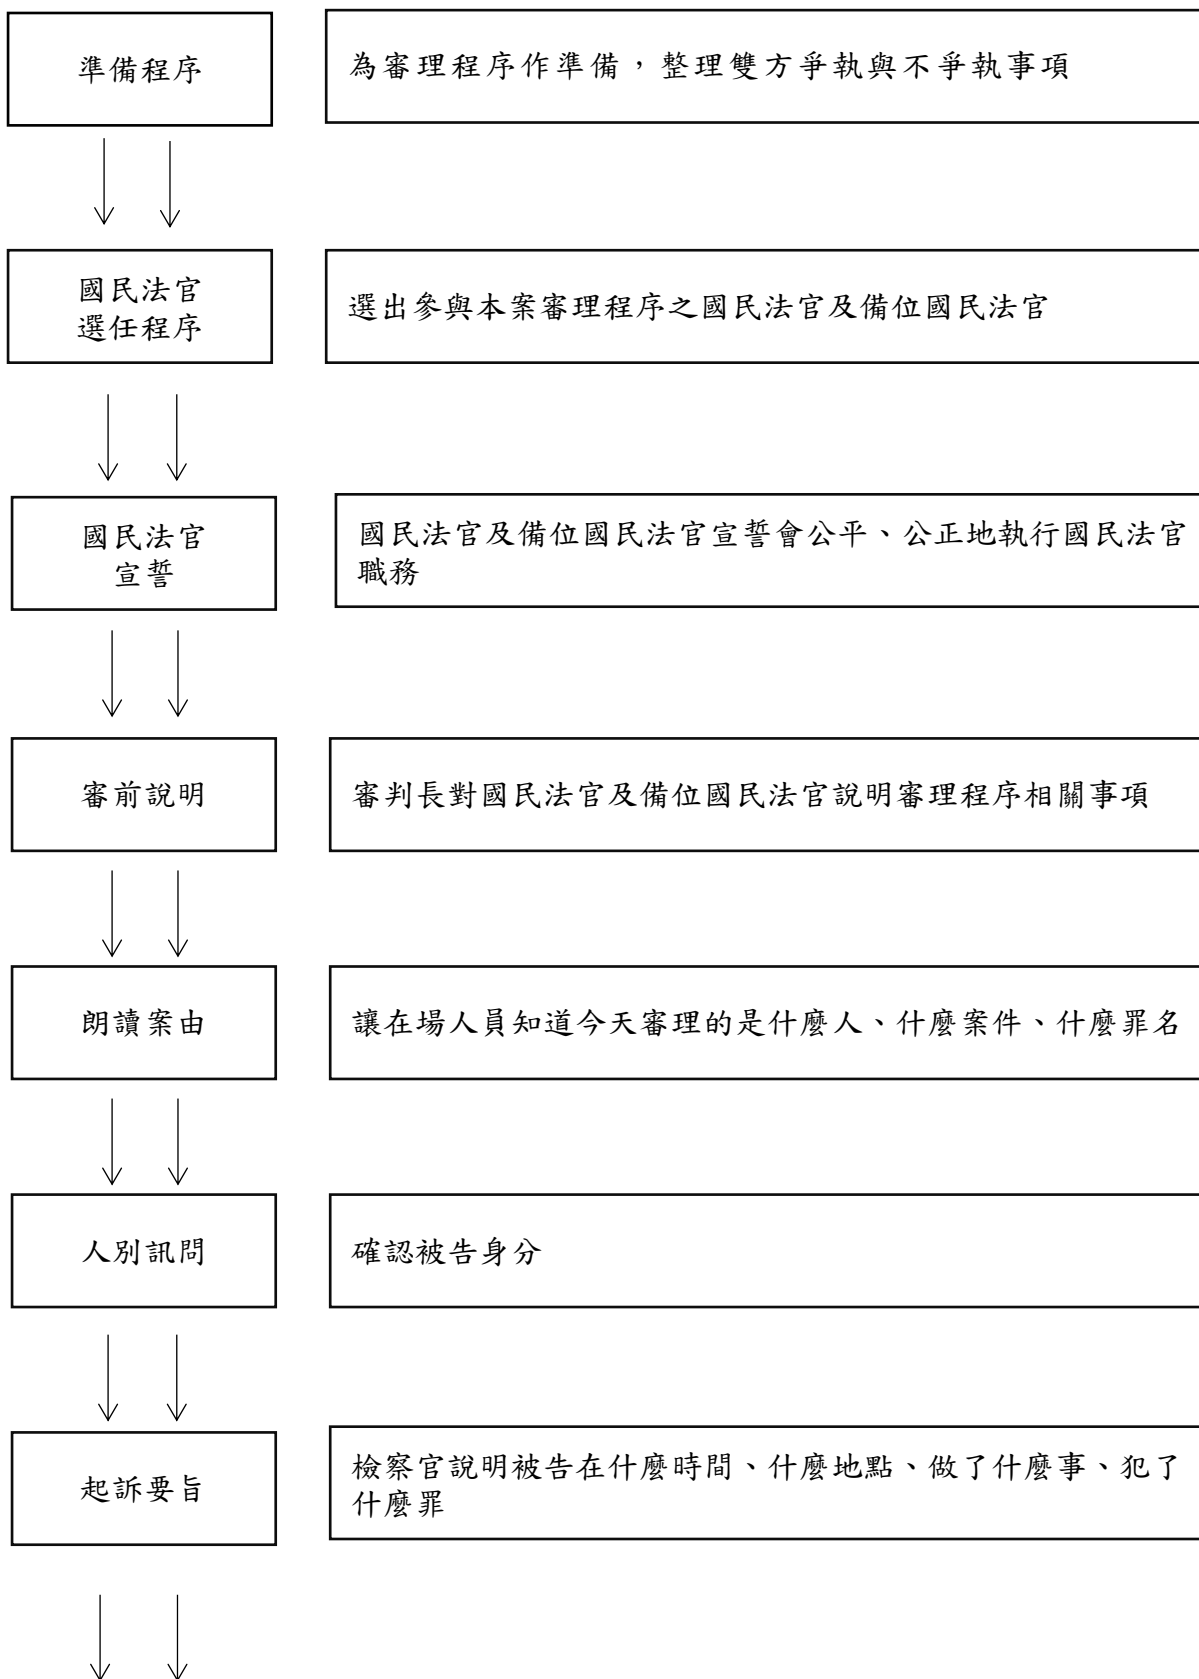 準備程序
為審理程序作準備，整理雙方爭執與不爭執事項
國民法官
選任程序
選出參與本案審理程序之國民法官及備位國民法官
國民法官
宣誓
國民法官及備位國民法官宣誓會公平、公正地執行國民法官
職務
審前說明
審判長對國民法官及備位國民法官說明審理程序相關事項
朗讀案由
讓在場人員知道今天審理的是什麼人、什麼案件、什麼罪名
人別訊問
確認被告身分
起訴要旨
檢察官說明被告在什麼時間、什麼地點、做了什麼事、犯了
什麼罪